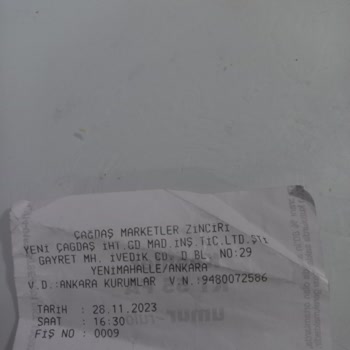 ÇAĞDAŞ MARKETLER ZİNCİRİ
YENİ ÇAĞDAŞ İHT.GD.MAD.İNŞ.TİC.LTD.ŞTİ
GAYRET MH. İVEDİK CD. D BL. NO:29
YENİMAHALLE/ANKARA
V.D.:ANKARA KURUMLAR V.N.:9480072586
TARİH : 28.11.2023
SAAT : 16:30
FİŞ NO : 0009